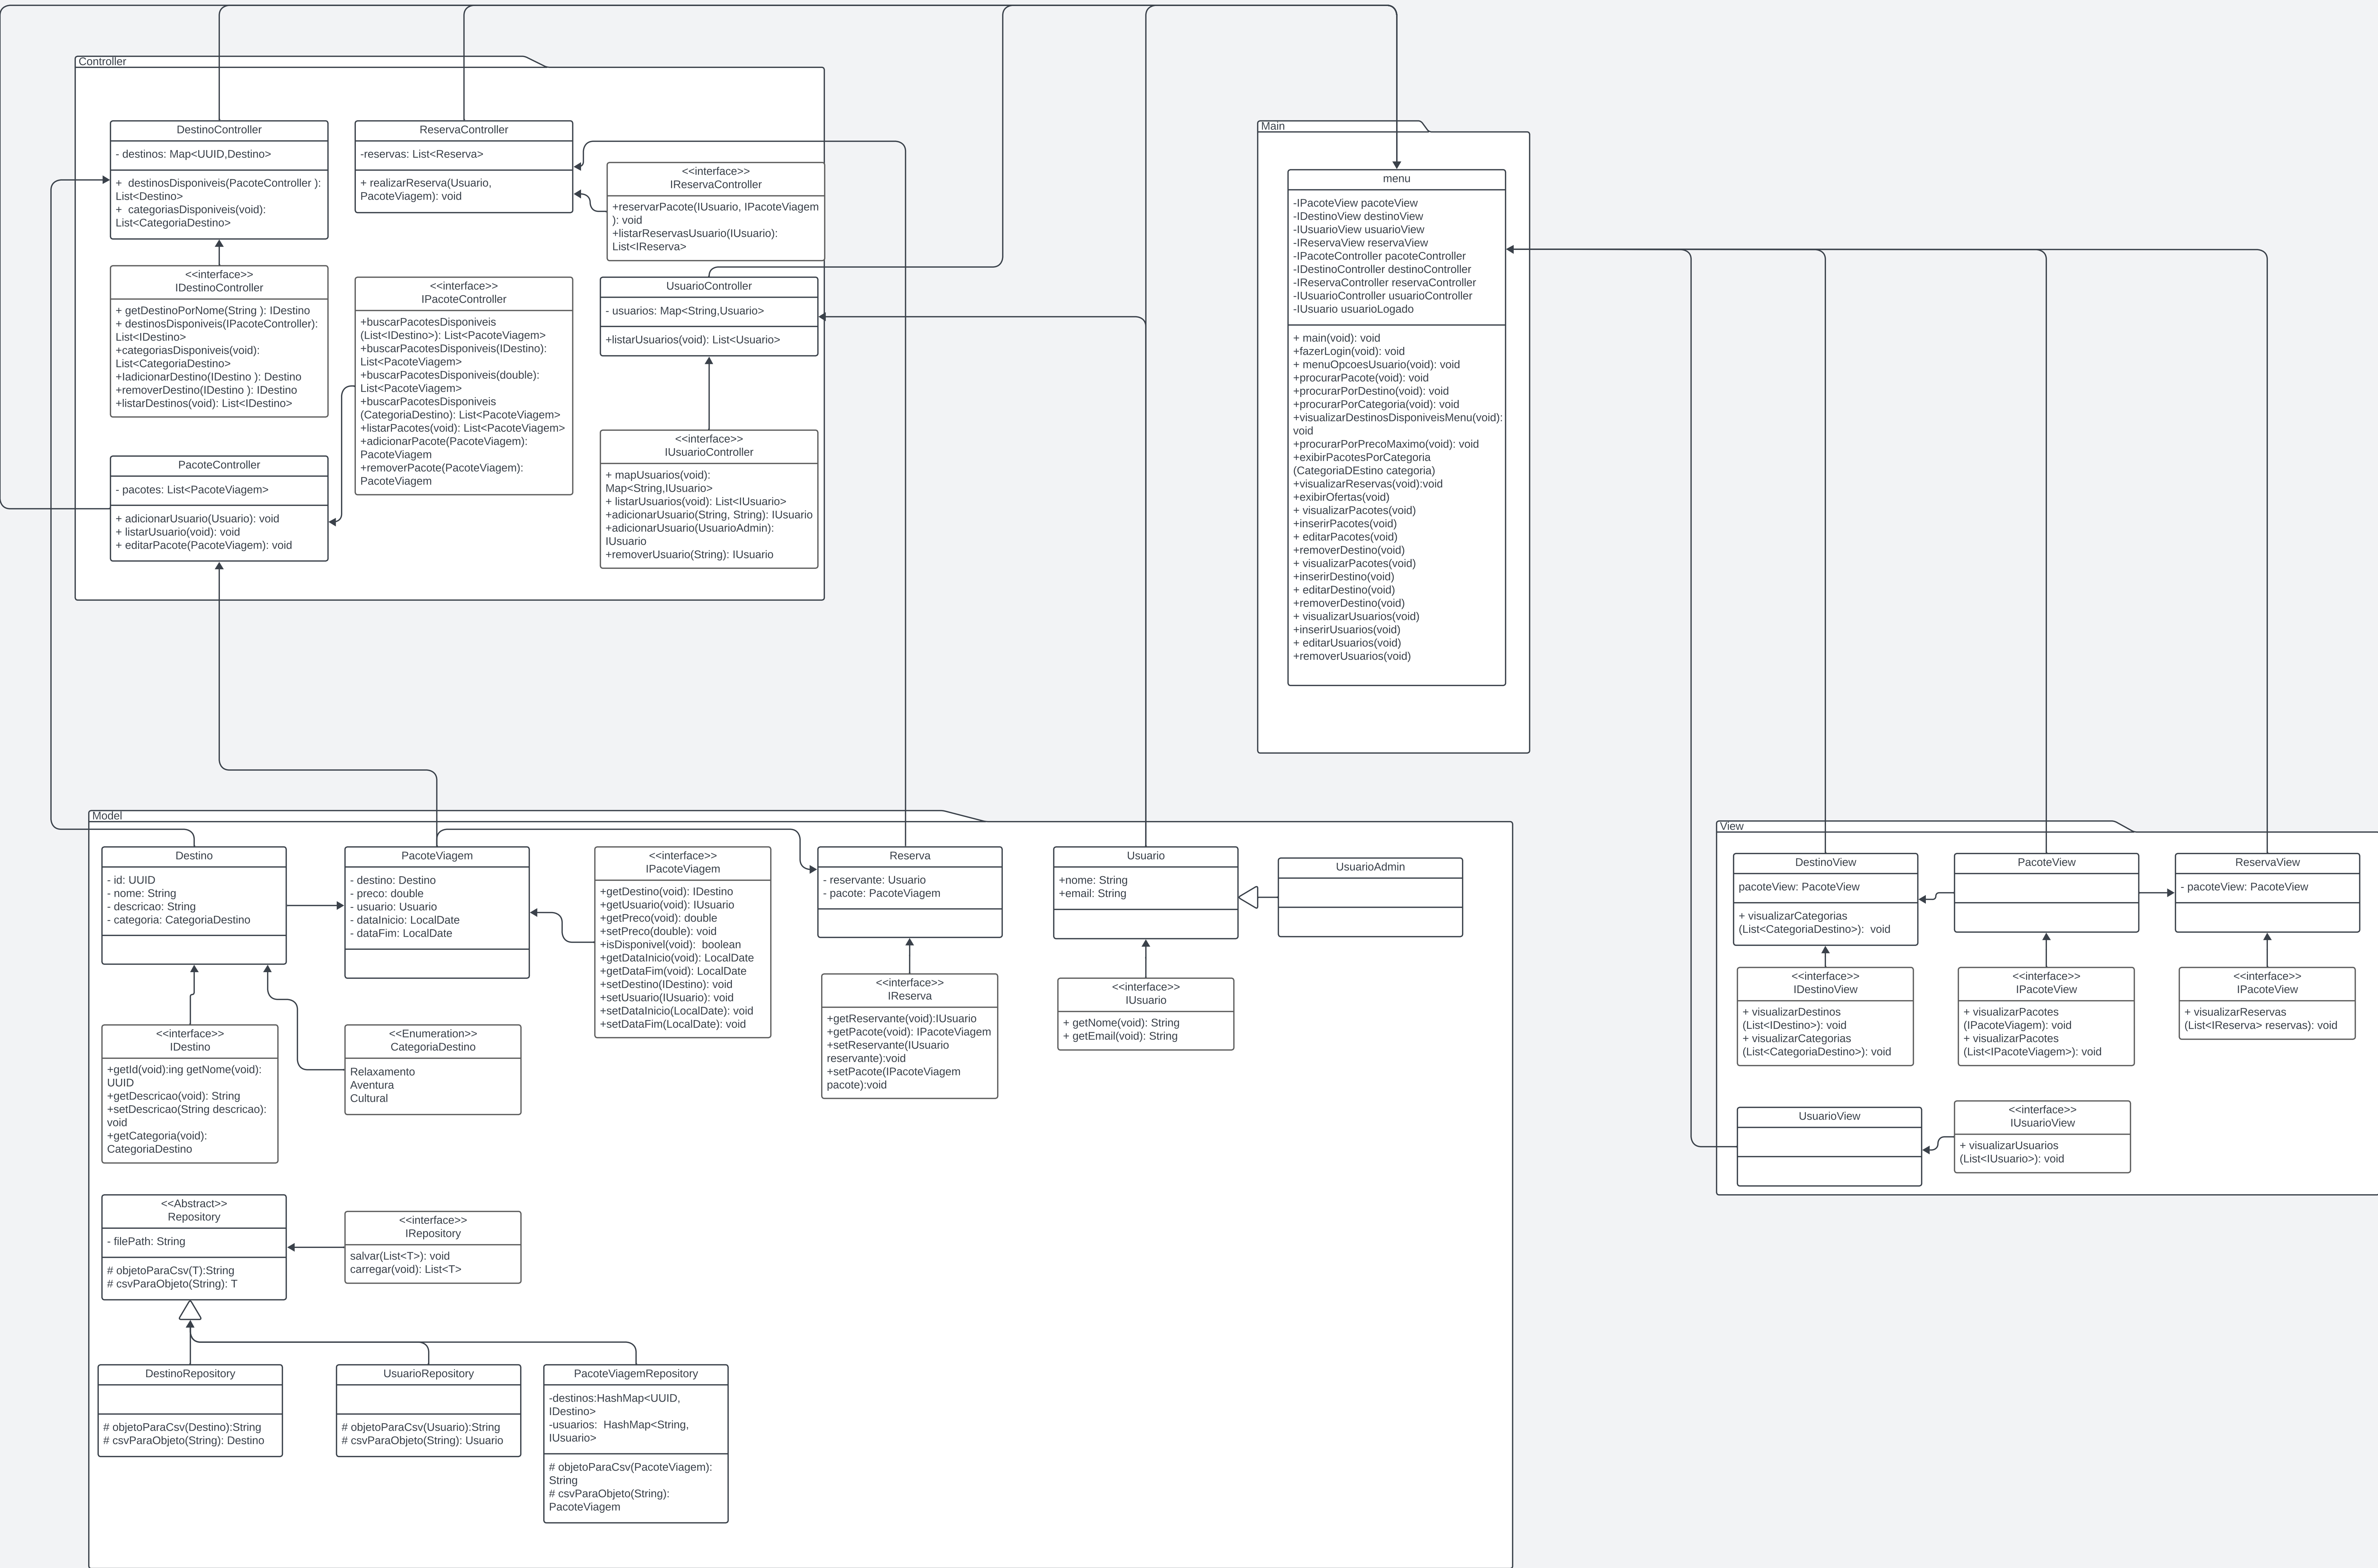 Controller
DestinoController
- destinos: Map<UUID,Destino>
+  destinosDisponiveis(PacoteController ):
List<Destino>
+  categoriasDisponiveis(void):
List<CategoriaDestino>
ReservaController
-reservas: List<Reserva>
+ realizarReserva(Usuario,
PacoteViagem): void
<<interface>>
IReservaController
+reservarPacote(IUsuario, IPacoteViagem
): void
+listarReservasUsuario(IUsuario):
List<IReserva>
<<interface>>
IDestinoController
+ getDestinoPorNome(String ): IDestino
+ destinosDisponiveis(IPacoteController):
List<IDestino>
+categoriasDisponiveis(void):
List<CategoriaDestino>
+IadicionarDestino(IDestino ): Destino
+removerDestino(IDestino ): IDestino
+listarDestinos(void): List<IDestino>
<<interface>>
IPacoteController
+buscarPacotesDisponiveis
(List<IDestino>): List<PacoteViagem>
+buscarPacotesDisponiveis(IDestino):
List<PacoteViagem>
+buscarPacotesDisponiveis(double):
List<PacoteViagem>
+buscarPacotesDisponiveis
(CategoriaDestino): List<PacoteViagem>
+listarPacotes(void): List<PacoteViagem>
+adicionarPacote(PacoteViagem):
PacoteViagem
+removerPacote(PacoteViagem):
PacoteViagem
UsuarioController
- usuarios: Map<String,Usuario>
+listarUsuarios(void): List<Usuario>
<<interface>>
IUsuarioController
+ mapUsuarios(void):
Map<String,IUsuario>
+ listarUsuarios(void): List<IUsuario>
+adicionarUsuario(String, String): IUsuario
+adicionarUsuario(UsuarioAdmin):
IUsuario
+removerUsuario(String): IUsuario
PacoteController
- pacotes: List<PacoteViagem>
+ adicionarUsuario(Usuario): void
+ listarUsuario(void): void
+ editarPacote(PacoteViagem): void
Main
menu
-IPacoteView pacoteView
-IDestinoView destinoView
-IUsuarioView usuarioView
-IReservaView reservaView
-IPacoteController pacoteController
-IDestinoController destinoController
-IReservaController reservaController
-IUsuarioController usuarioController
-IUsuario usuarioLogado
+ main(void): void
+fazerLogin(void): void
+ menuOpcoesUsuario(void): void
+procurarPacote(void): void
+procurarPorDestino(void): void
+procurarPorCategoria(void): void
+visualizarDestinosDisponiveisMenu(void):
void
+procurarPorPrecoMaximo(void): void
+exibirPacotesPorCategoria
(CategoriaDEstino categoria)
+visualizarReservas(void):void
+exibirOfertas(void)
+ visualizarPacotes(void)
+inserirPacotes(void)
+ editarPacotes(void)
+removerDestino(void)
+ visualizarPacotes(void)
+inserirDestino(void)
+ editarDestino(void)
+removerDestino(void)
+ visualizarUsuarios(void)
+inserirUsuarios(void)
+ editarUsuarios(void)
+removerUsuarios(void)
Model
Destino
- id: UUID
- nome: String
- descricao: String
- categoria: CategoriaDestino
PacoteViagem
- destino: Destino
- preco: double
- usuario: Usuario
- dataInicio: LocalDate
- dataFim: LocalDate
<<interface>>
IPacoteViagem
+getDestino(void): IDestino
+getUsuario(void): IUsuario
+getPreco(void): double
+setPreco(double): void
+isDisponivel(void):  boolean
+getDataInicio(void): LocalDate
+getDataFim(void): LocalDate
+setDestino(IDestino): void
+setUsuario(IUsuario): void
+setDataInicio(LocalDate): void
+setDataFim(LocalDate): void
Reserva
- reservante: Usuario
- pacote: PacoteViagem
Usuario
+nome: String
+email: String
UsuarioAdmin
<<interface>>
IReserva
+getReservante(void):IUsuario
+getPacote(void): IPacoteViagem
+setReservante(IUsuario
reservante):void
+setPacote(IPacoteViagem
pacote):void
<<interface>>
IUsuario
+ getNome(void): String
+ getEmail(void): String
<<interface>>
IDestino
+getId(void):ing getNome(void):
UUID
+getDescricao(void): String
+setDescricao(String descricao):
void
+getCategoria(void):
CategoriaDestino
<<Enumeration>>
CategoriaDestino
Relaxamento
Aventura
Cultural
<<Abstract>>
Repository
- filePath: String
# objetoParaCsv(T):String
# csvParaObjeto(String): T
<<interface>>
IRepository
salvar(List<T>): void
carregar(void): List<T>
DestinoRepository
# objetoParaCsv(Destino):String
# csvParaObjeto(String): Destino
UsuarioRepository
# objetoParaCsv(Usuario):String
# csvParaObjeto(String): Usuario
PacoteViagemRepository
-destinos:HashMap<UUID,
IDestino>
-usuarios:  HashMap<String,
IUsuario>
# objetoParaCsv(PacoteViagem):
String
# csvParaObjeto(String):
PacoteViagem
View
DestinoView
pacoteView: PacoteView
+ visualizarCategorias
(List<CategoriaDestino>):  void
PacoteView
ReservaView
- pacoteView: PacoteView
<<interface>>
IDestinoView
+ visualizarDestinos
(List<IDestino>): void
+ visualizarCategorias
(List<CategoriaDestino>): void
<<interface>>
IPacoteView
+ visualizarPacotes
(IPacoteViagem): void
+ visualizarPacotes
(List<IPacoteViagem>): void
<<interface>>
IPacoteView
+ visualizarReservas
(List<IReserva> reservas): void
UsuarioView
<<interface>>
IUsuarioView
+ visualizarUsuarios
(List<IUsuario>): void